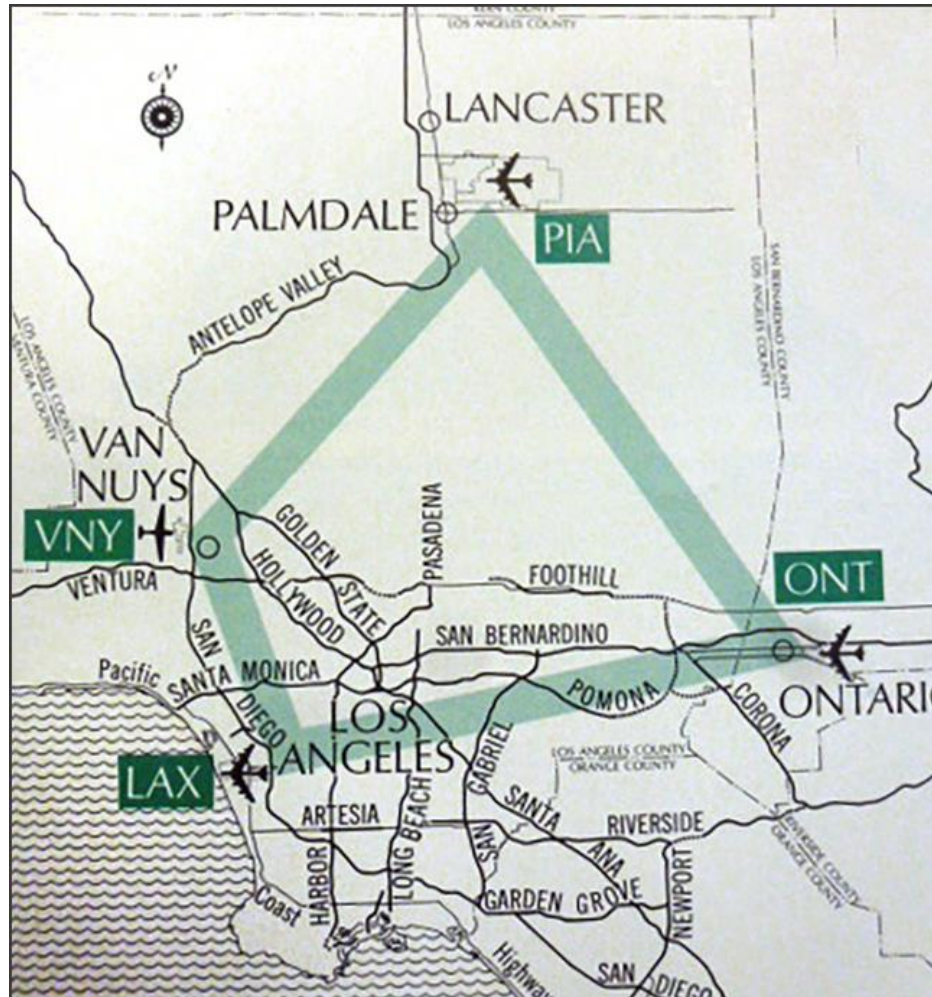 KERN COUNTY
LOS ANGELES COUNTY
N
LANCASTER
PALMDALE
PIA
ANTELOPE VALLEY
SAN BERNARDINO COUNTY
LOS ANGELES COUNTY
LOS ANGELES COUNTY
VENTURA COUNTY
VAN
NUYS
VNY
VENTURA
GOLDEN
STATE
HOLLYWOOD
PASADENA
FOOTHILL
ONT
SAN
DIEGO
SAN BERNARDINO
Pacific
SANTA MONICA
POMONA
CORONA
ONTARIO
LOS
ANGELES
LAX
GABRIEL
SAN
LOS ANGELES COUNTY
ORANGE COUNTY
ARTESIA
LONG BEACH
HARBOR
SANTA
ANA
RIVERSIDE
RIVERSIDE COUNTY
ORANGE COUNTY
GARDEN GROVE
NEWPORT
Coast
Highway
SAN DIEGO